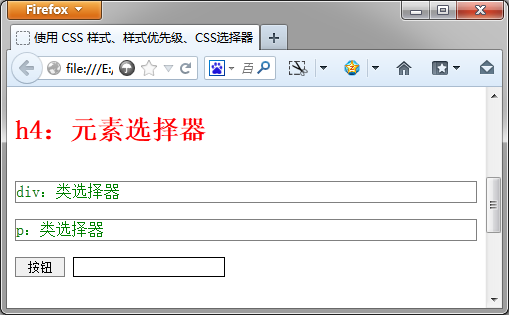 Firefox
使用 CSS 样式、样式优先级、CSS选择器
file:///E:/
百
h4：元素选择器
div：类选择器
p：类选择器
按钮